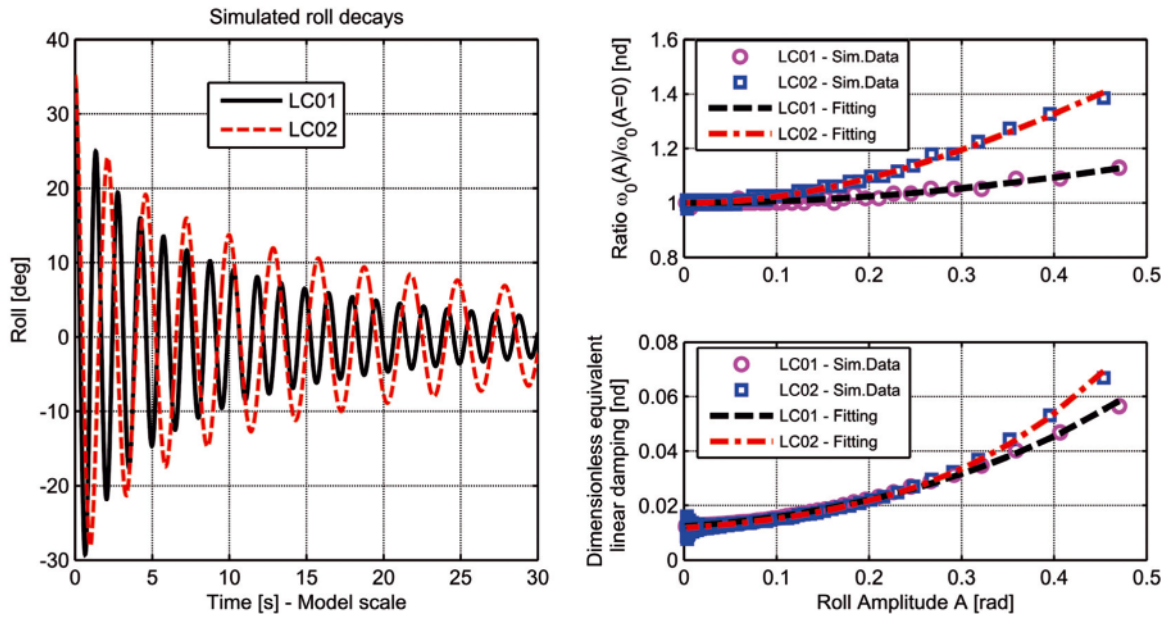 Simulated roll decays
40
30
20
10
0
-10
-20
-30
Roll [deg]
LC01
LC02
0
5
10
15
20
25
30
Time [s] - Model scale
1.6
1.4
1.2
1
0.8
Ratio ω0(A)/ω0(A=0) [nd]
LC01 - Sim.Data
LC02 - Sim.Data
LC01 - Fitting
LC02 - Fitting
0
0.1
0.2
0.3
0.4
0.5
0.08
0.06
0.04
0.02
0
Dimensionless equivalent
linear damping [nd]
LC01 - Sim.Data
LC02 - Sim.Data
LC01 - Fitting
LC02 - Fitting
0
0.1
0.2
0.3
0.4
0.5
Roll Amplitude A [rad]